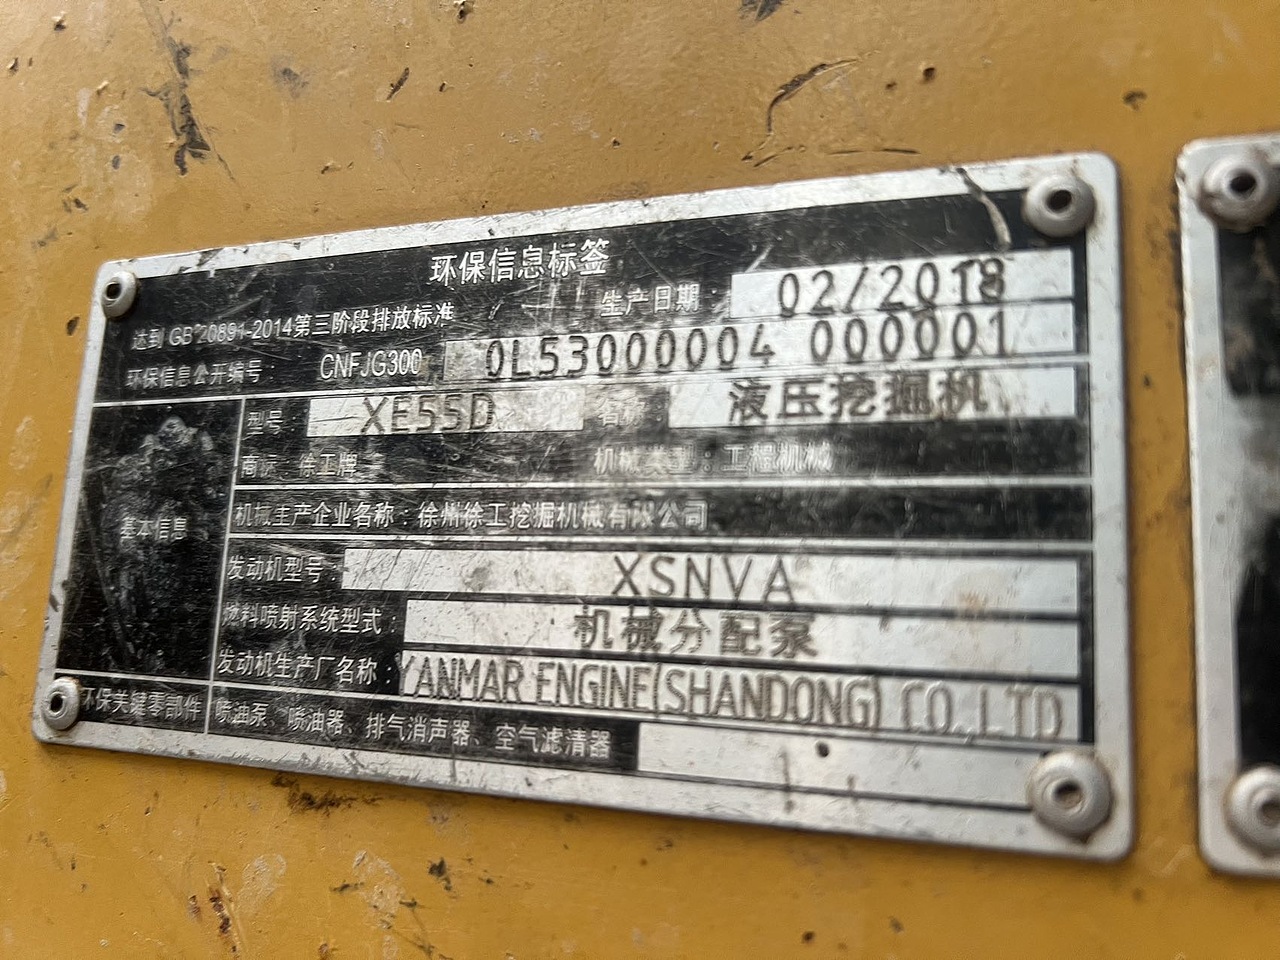 环保信息标签
达到 GB 20891-2014第三阶段排放标准 生产日期： 02/2018
环保信息公开编号： CNFJG300 0L53000004 000001
型号： XE55D 名称： 液压挖掘机
商标：徐工牌 机械类型：工程机械
基本信息
机械生产企业名称：徐州徐工挖掘机械有限公司
发动机型号： XSNVA
燃料喷射系统型式： 机械分配泵
发动机生产厂名称： YANMAR ENGINE(SHANDONG) CO.,LTD
环保关键零部件 喷油泵、喷油器、排气消声器、空气滤清器